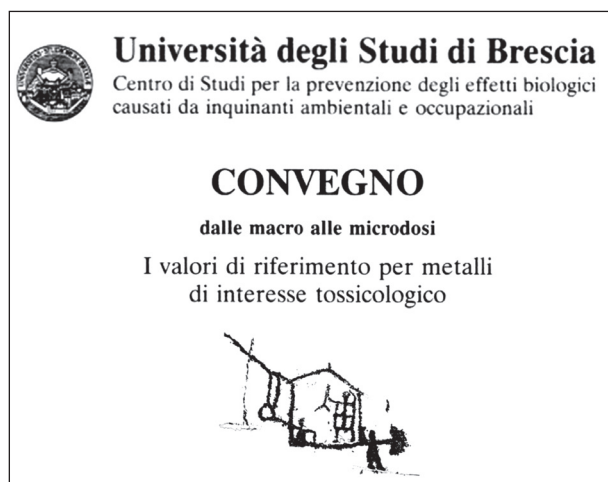 Università degli Studi di Brescia
Centro di Studi per la prevenzione degli effetti biologici
causati da inquinanti ambientali e occupazionali
CONVEGNO
dalle macro alle microdosi
I valori di riferimento per metalli
di interesse tossicologico